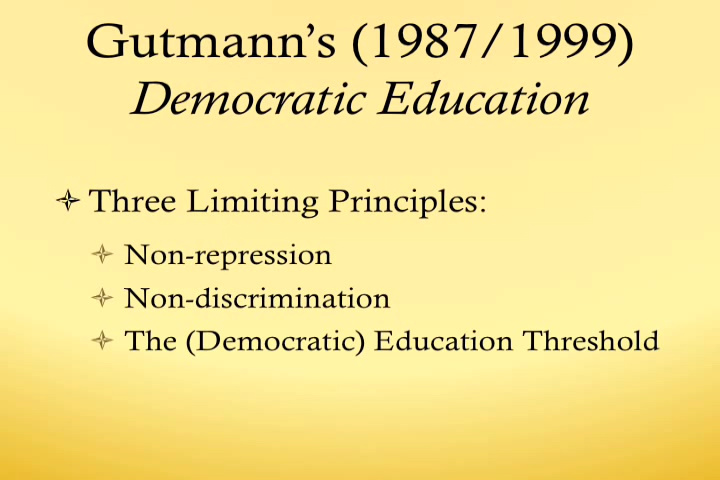 Gutmann’s (1987/1999)
Democratic Education
Three Limiting Principles:
Non-repression
Non-discrimination
The (Democratic) Education Threshold